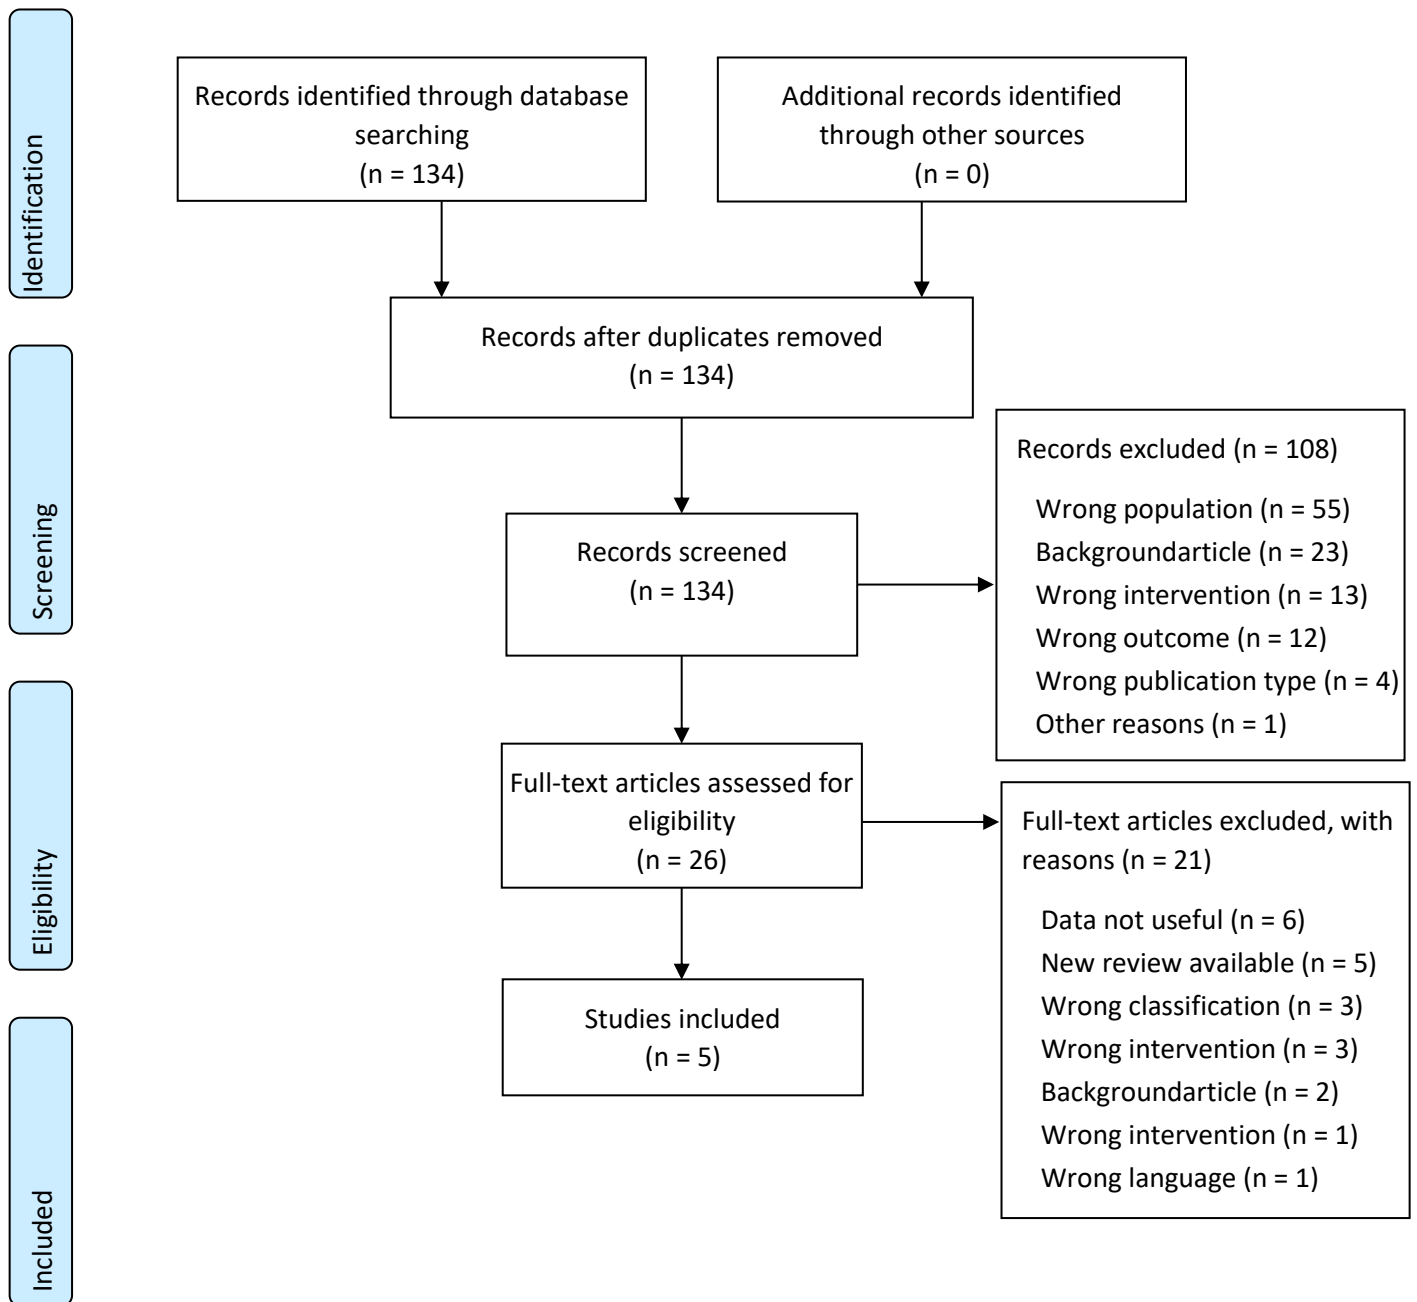 Identification
Records identified through database
searching
(n = 134)
Additional records identified
through other sources
(n = 0)
Records after duplicates removed
(n = 134)
Screening
Records screened
(n = 134)
Records excluded (n = 108)
Wrong population (n = 55)
Backgroundarticle (n = 23)
Wrong intervention (n = 13)
Wrong outcome (n = 12)
Wrong publication type (n = 4)
Other reasons (n = 1)
Eligibility
Full-text articles assessed for
eligibility
(n = 26)
Full-text articles excluded, with
reasons (n = 21)
Data not useful (n = 6)
New review available (n = 5)
Wrong classification (n = 3)
Wrong intervention (n = 3)
Backgroundarticle (n = 2)
Wrong intervention (n = 1)
Wrong language (n = 1)
Included
Studies included
(n = 5)